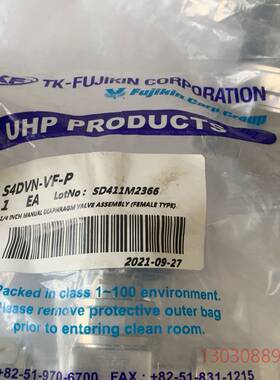 TK-FUJIKIN CORPORATION
Fujikin Corp Group
UHP PRODUCTS
S4DVN-VF-P
1 EA LotNo: SD411M2366
1/4 INCH MANUAL DIAPHRAGM VALVE ASSEMBLY (FEMALE TYPE)
2021-09-27
Packed in class 1~100 environment.
Please remove protective outer bag
prior to entering clean room.
+82-51-970-6700 FAX : +82-51-831-1215
13030889